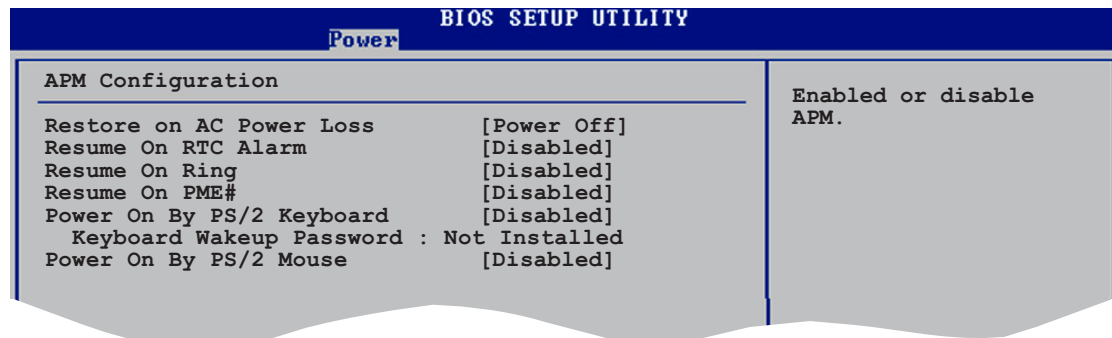 BIOS SETUP UTILITY
Power
APM Configuration
Restore on AC Power Loss [Power Off]
Resume On RTC Alarm [Disabled]
Resume On Ring [Disabled]
Resume On PME# [Disabled]
Power On By PS/2 Keyboard [Disabled]
Keyboard Wakeup Password : Not Installed
Power On By PS/2 Mouse [Disabled]
Enabled or disable
APM.